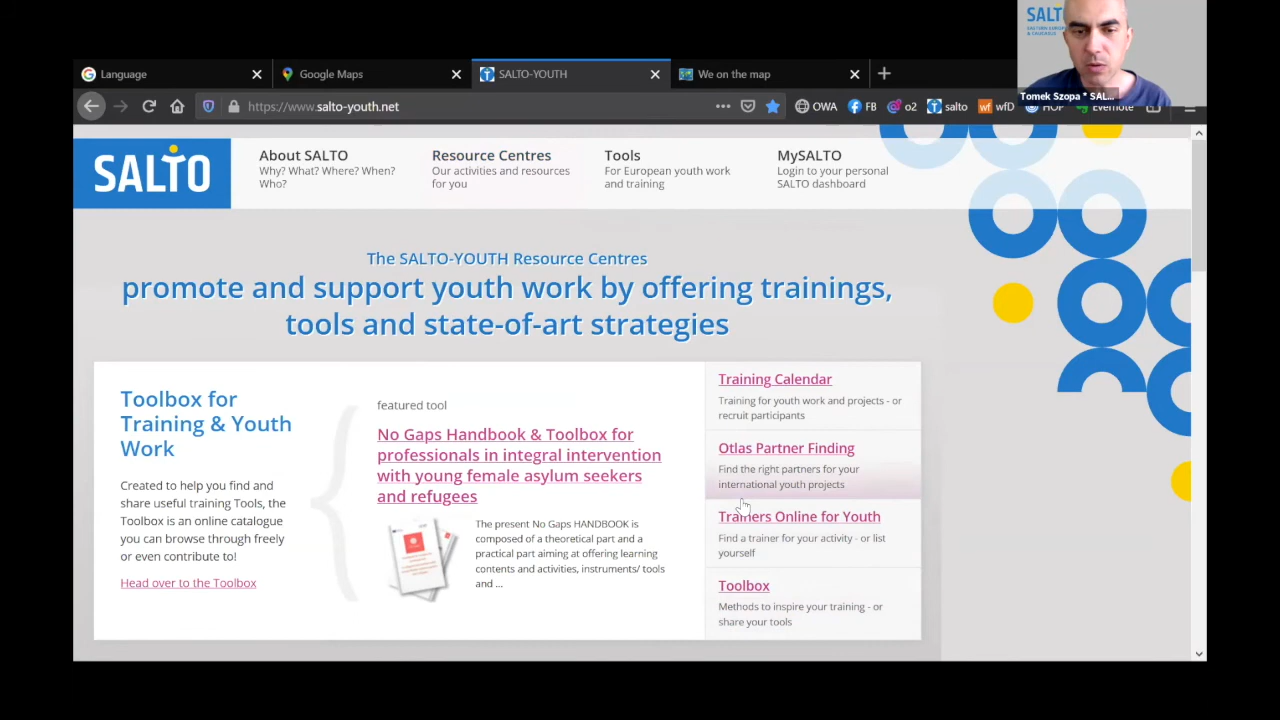 SALT
Language
Google Maps
SALTO-YOUTH
We on the map
https://www.salto-youth.net
OWA
FB
o2
salto
wfD
HOP
Evernote
Tomek Szopa * SAL...
SALTO
About SALTO
Why? What? Where? When?
Who?
Resource Centres
Our activities and resources
for you
Tools
For European youth work
and training
MySALTO
Login to your personal
SALTO dashboard
The SALTO-YOUTH Resource Centres
promote and support youth work by offering trainings,
tools and state-of-art strategies
Toolbox for
Training & Youth
Work
Created to help you find and
share useful training Tools, the
Toolbox is an online catalogue
you can browse through freely
or even contribute to!
Head over to the Toolbox
featured tool
No Gaps Handbook & Toolbox for
professionals in integral intervention
with young female asylum seekers
and refugees
The present No Gaps HANDBOOK is
composed of a theoretical part and a
practical part aiming at offering learning
contents and activities, instruments/ tools
and ...
Training Calendar
Training for youth work and projects - or
recruit participants
Otlas Partner Finding
Find the right partners for your
international youth projects
Trainers Online for Youth
Find a trainer for your activity - or list
yourself
Toolbox
Methods to inspire your training - or
share your tools